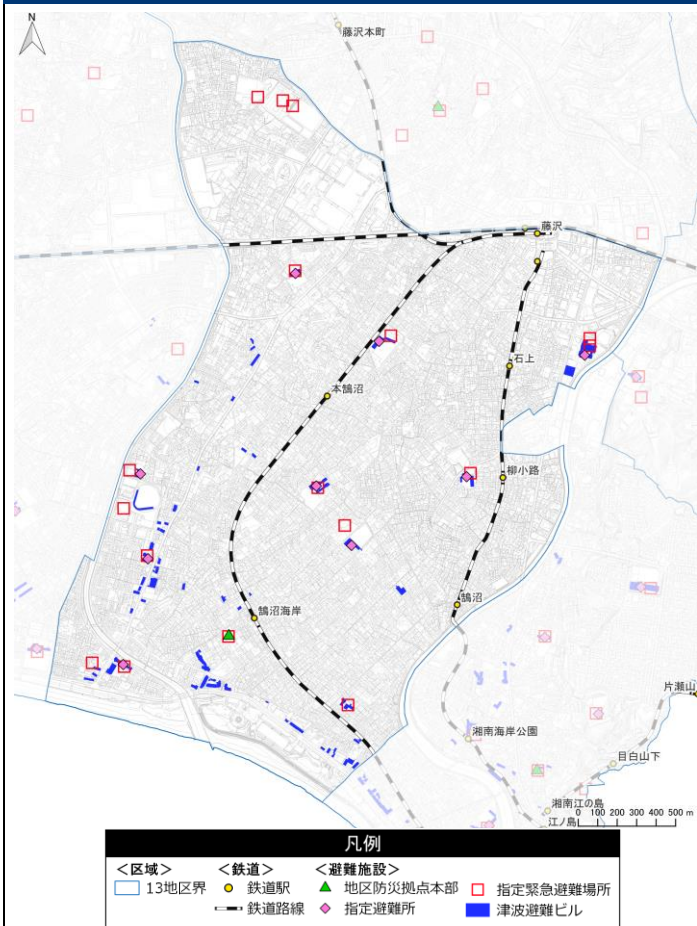 N
藤沢本町
藤沢
石上
本鵠沼
柳小路
鵠沼
鵠沼海岸
片瀬山
湘南海岸公園
目白山下
湘南江の島
江ノ島
0 100 200 300 400 500 m
凡例
＜区域＞ ＜鉄道＞ ＜避難施設＞
13地区界 鉄道駅 地区防災拠点本部 指定緊急避難場所
鉄道路線 指定避難所 津波避難ビル